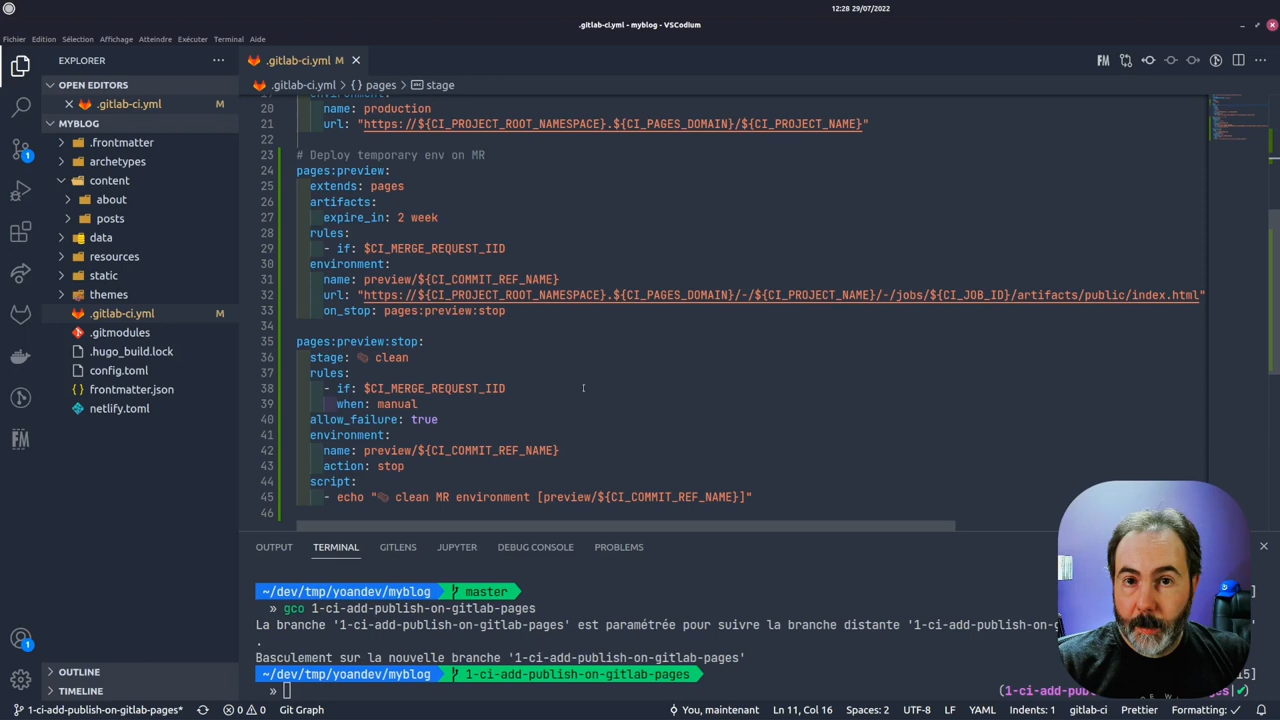 12:28 29/07/2022
.gitlab-ci.yml - myblog - VSCodium
Fichier Edition Sélection Affichage Atteindre Exécuter Terminal Aide
EXPLORER
OPEN EDITORS
.gitlab-ci.yml M
MYBLOG
.frontmatter
archetypes
content
about
posts
data
resources
static
themes
.gitlab-ci.yml M
.gitmodules
.hugo_build.lock
config.toml
frontmatter.json
netlify.toml
OUTLINE
TIMELINE
.gitlab-ci.yml M
.gitlab-ci.yml {} pages stage
FM
20 name: production
21 url: "https://${CI_PROJECT_ROOT_NAMESPACE}.${CI_PAGES_DOMAIN}/${CI_PROJECT_NAME}"
22
23 # Deploy temporary env on MR
24 pages:preview:
25 extends: pages
26 artifacts:
27 expire_in: 2 week
28 rules:
29 - if: $CI_MERGE_REQUEST_IID
30 environment:
31 name: preview/${CI_COMMIT_REF_NAME}
32 url: "https://${CI_PROJECT_ROOT_NAMESPACE}.${CI_PAGES_DOMAIN}/-/${CI_PROJECT_NAME}/-/jobs/${CI_JOB_ID}/artifacts/public/index.html"
33 on_stop: pages:preview:stop
34
35 pages:preview:stop:
36 stage: clean
37 rules:
38 - if: $CI_MERGE_REQUEST_IID
39 when: manual
40 allow_failure: true
41 environment:
42 name: preview/${CI_COMMIT_REF_NAME}
43 action: stop
44 script:
45 - echo " clean MR environment [preview/${CI_COMMIT_REF_NAME}]"
46
OUTPUT TERMINAL GITLENS JUPYTER DEBUG CONSOLE PROBLEMS
~/dev/tmp/yoandev/myblog master
» gco 1-ci-add-publish-on-gitlab-pages
La branche '1-ci-add-publish-on-gitlab-pages' est paramétrée pour suivre la branche distante '1-ci-add-publish-on-g
.
Basculement sur la nouvelle branche '1-ci-add-publish-on-gitlab-pages'
~/dev/tmp/yoandev/myblog 1-ci-add-publish-on-gitlab-pages
»
(1-ci-add-pub
1-ci-add-publish-on-gitlab-pages* 0 0 Git Graph You, maintenant Ln 11, Col 16 Spaces: 2 UTF-8 LF YAML Indents: 1 gitlab-ci Prettier Formatting: